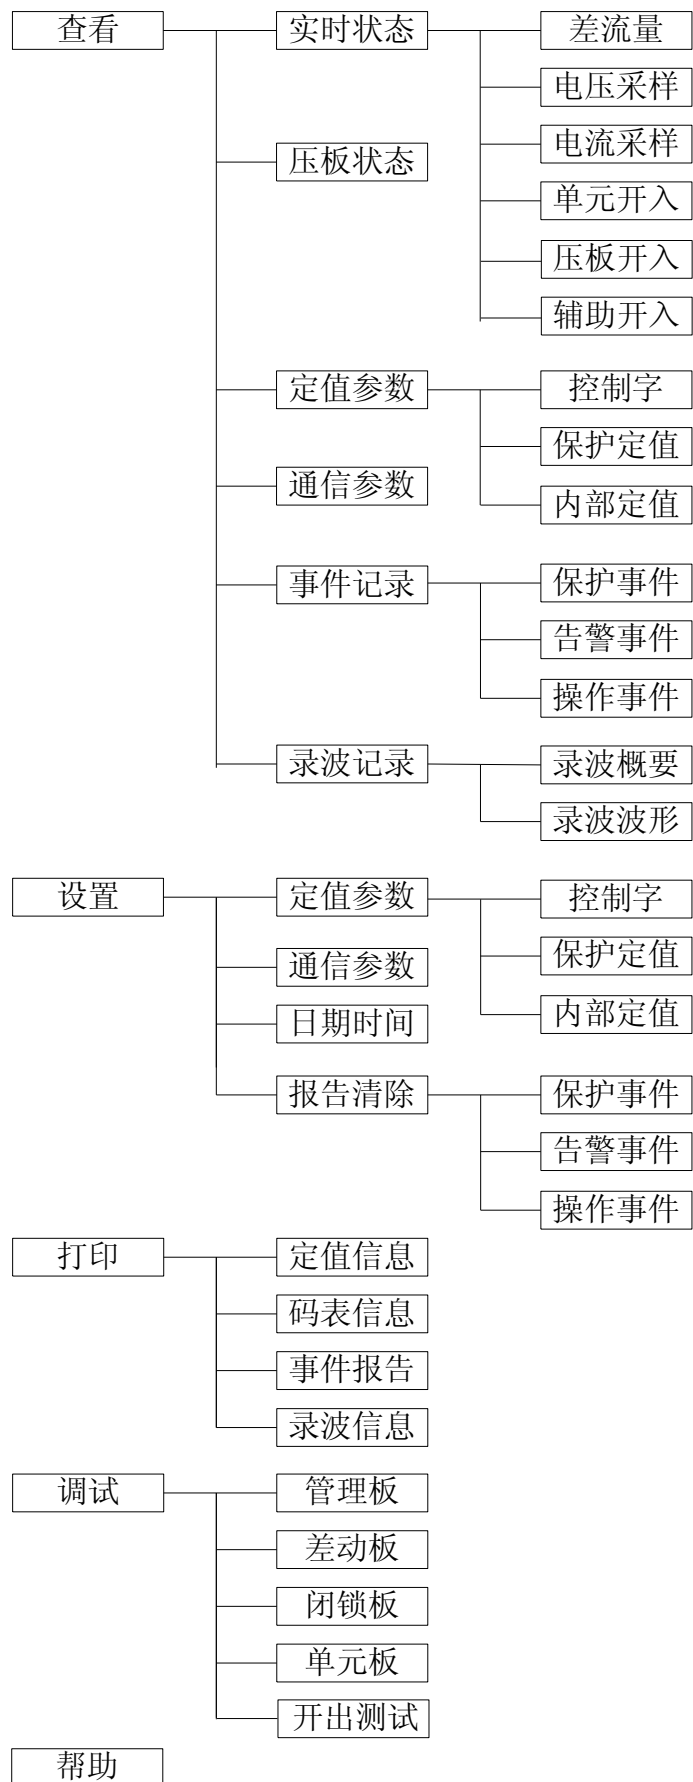 查看
实时状态
差流量
电压采样
电流采样
压板状态
单元开入
压板开入
辅助开入
定值参数
控制字
保护定值
通信参数
内部定值
事件记录
保护事件
告警事件
操作事件
录波记录
录波概要
录波波形
设置
定值参数
控制字
保护定值
通信参数
内部定值
日期时间
报告清除
保护事件
告警事件
操作事件
打印
定值信息
码表信息
事件报告
录波信息
调试
管理板
差动板
闭锁板
单元板
开出测试
帮助